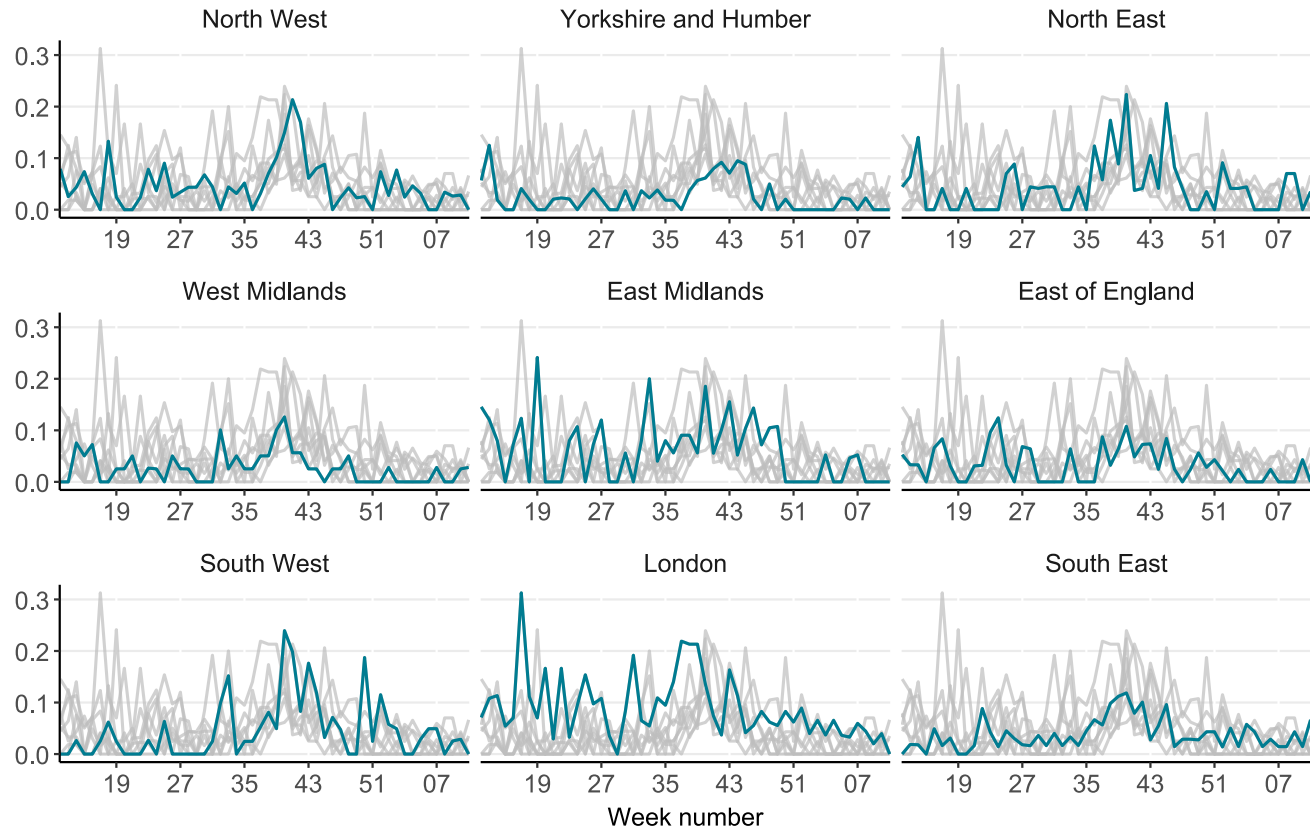 North West Yorkshire and Humber North East
0.3
0.2
0.1
0.0
19 27 35 43 51 07 19 27 35 43 51 07 19 27 35 43 51 07
West Midlands East Midlands East of England
0.3
0.2
0.1
0.0
19 27 35 43 51 07 19 27 35 43 51 07 19 27 35 43 51 07
South West London South East
0.3
0.2
0.1
0.0
19 27 35 43 51 07 19 27 35 43 51 07 19 27 35 43 51 07
Week number